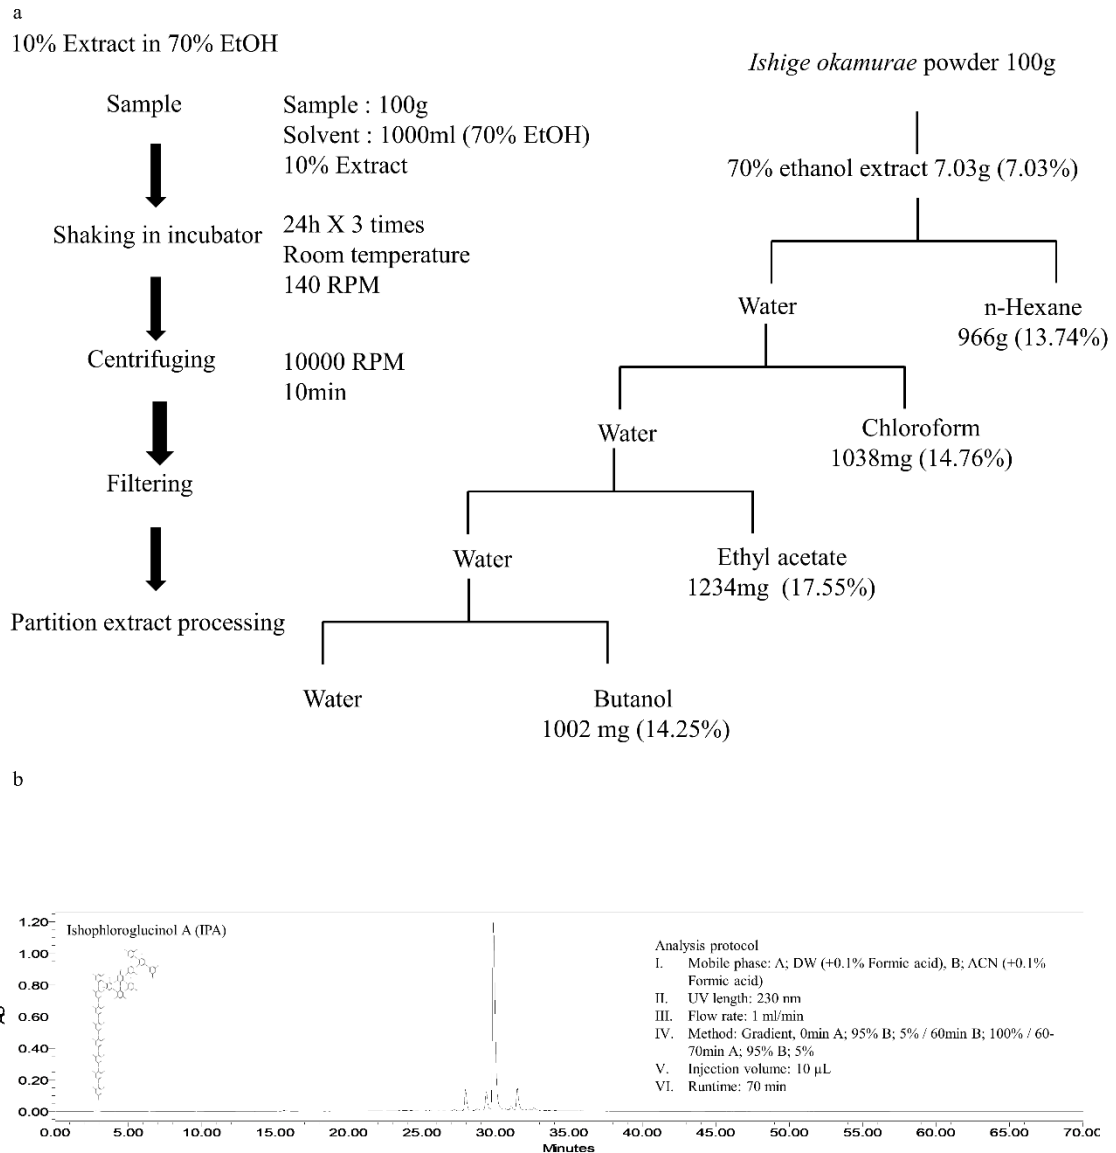 a
10% Extract in 70% EtOH
Sample
Sample : 100g
Solvent : 1000ml (70% EtOH)
10% Extract
Shaking in incubator
24h X 3 times
Room temperature
140 RPM
Centrifuging
10000 RPM
10min
Filtering
Partition extract processing
Ishige okamurae powder 100g
70% ethanol extract 7.03g (7.03%)
Water
n-Hexane
966g (13.74%)
Water
Chloroform
1038mg (14.76%)
Water
Ethyl acetate
1234mg (17.55%)
Water
Butanol
1002 mg (14.25%)
b
Ishophloroglucinol A (IPA)
Analysis protocol
I. Mobile phase: A; DW (+0.1% Formic acid), B; ACN (+0.1%
Formic acid)
II. UV length: 230 nm
III. Flow rate: 1 ml/min
IV. Method: Gradient, 0min A; 95% B; 5% / 60min B; 100% / 60-
70min A; 95% B; 5%
V. Injection volume: 10 µL
VI. Runtime: 70 min
1.20
1.00
0.80
0.60
0.40
0.20
0.00
0.00 5.00 10.00 15.00 20.00 25.00 30.00 35.00 40.00 45.00 50.00 55.00 60.00 65.00 70.00
Minutes